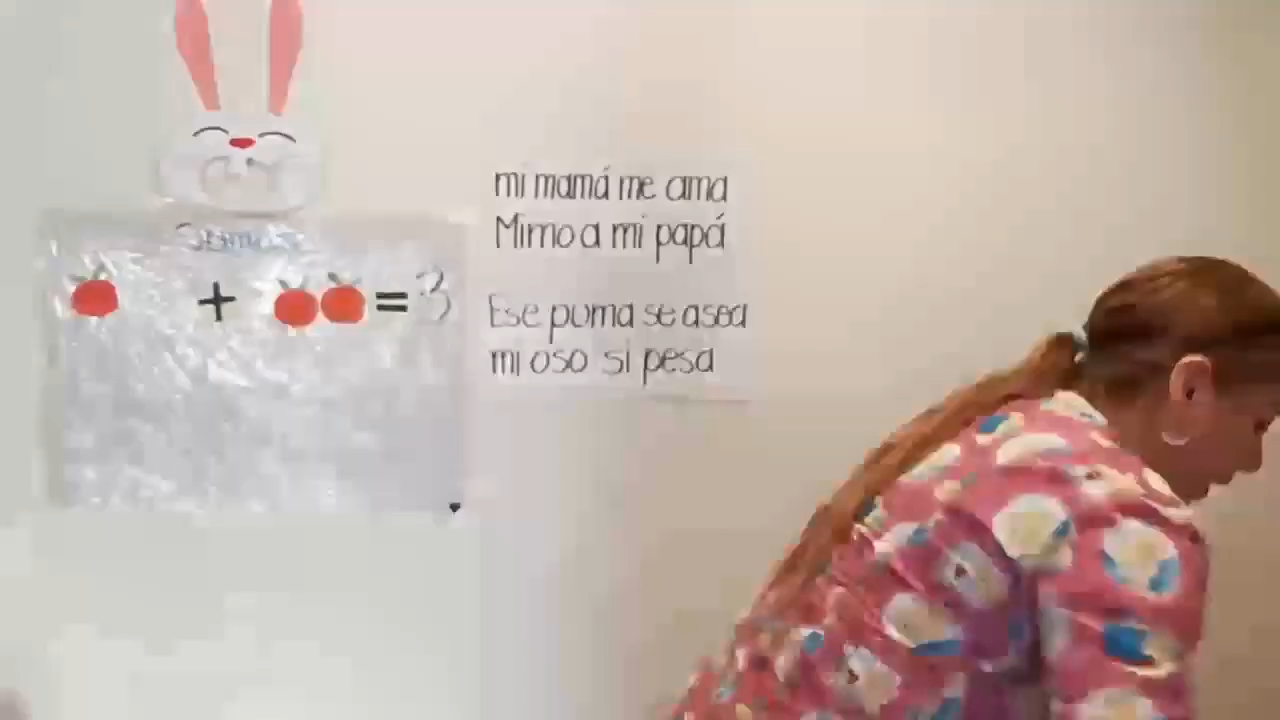 + = 3
mi mamá me ama
Mimo a mi papá
Ese puma se asea
mi oso si pesa